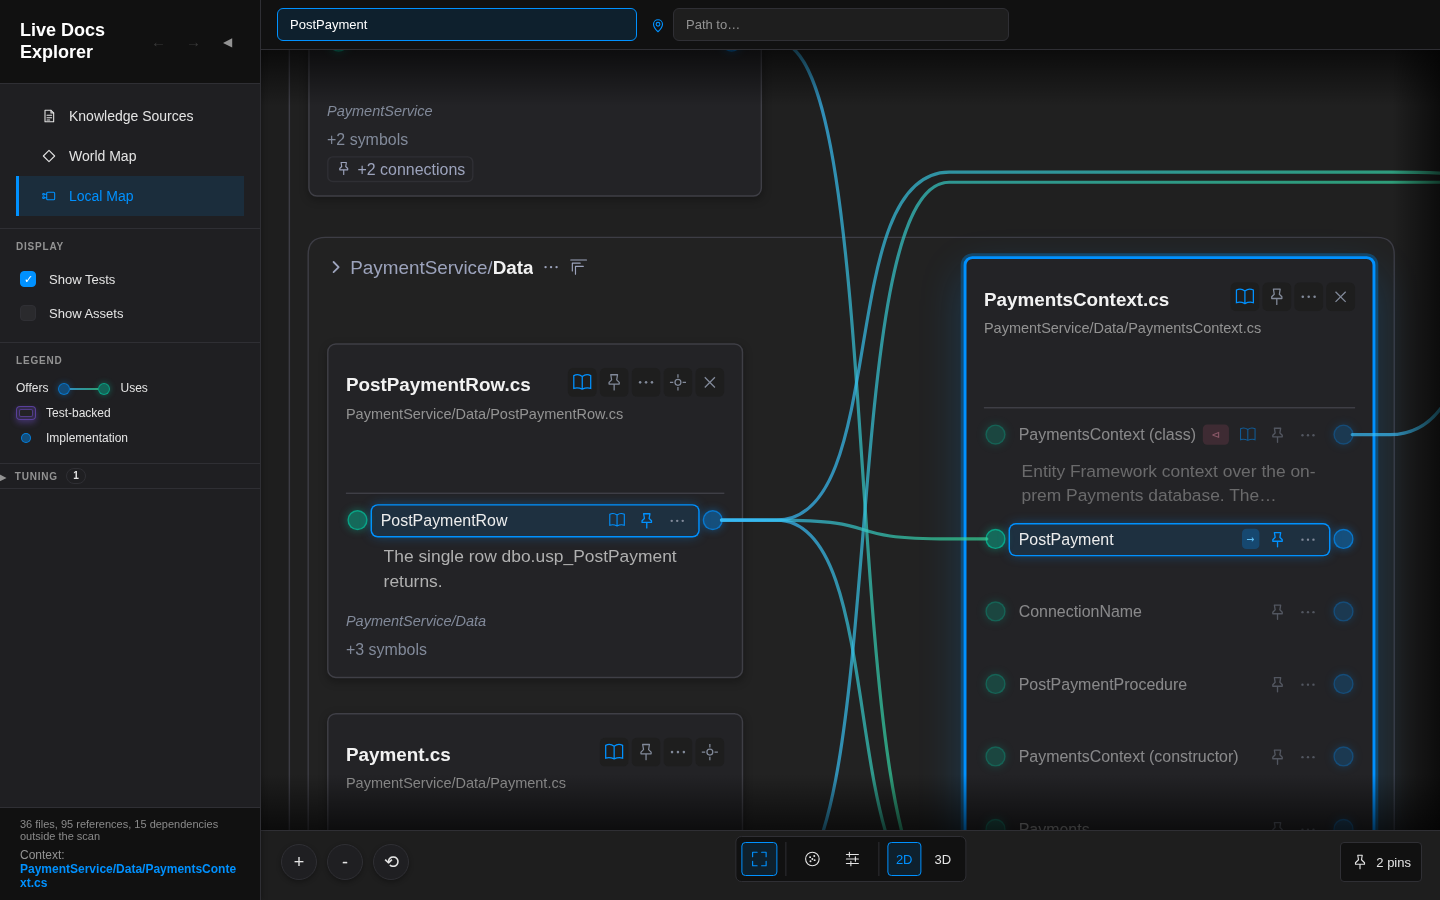 Live Docs
Explorer
Knowledge Sources
World Map
Local Map
DISPLAY
Show Tests
Show Assets
LEGEND
Offers
Uses
Test-backed
Implementation
TUNING 1
36 files, 95 references, 15 dependencies
outside the scan
Context:
PaymentService/Data/PaymentsConte
xt.cs
PostPayment
Path to…
PaymentService
+2 symbols
+2 connections
PaymentService/Data
PostPaymentRow.cs
PaymentService/Data/PostPaymentRow.cs
PostPaymentRow
The single row dbo.usp_PostPayment
returns.
PaymentService/Data
+3 symbols
Payment.cs
PaymentService/Data/Payment.cs
PaymentsContext.cs
PaymentService/Data/PaymentsContext.cs
PaymentsContext (class)
Entity Framework context over the on-
prem Payments database. The…
PostPayment
ConnectionName
PostPaymentProcedure
PaymentsContext (constructor)
Payments
+
-
2D
3D
2 pins